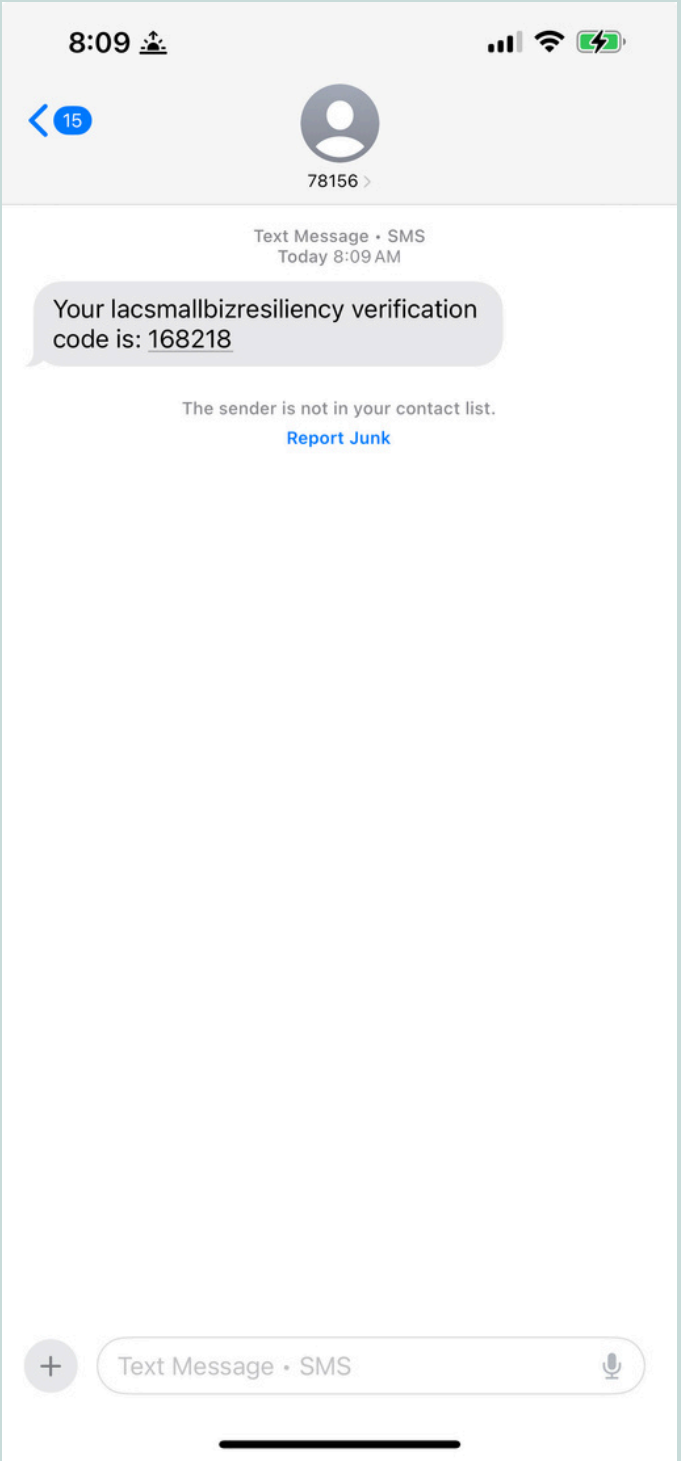 8:09
15
78156
Text Message • SMS
Today 8:09 AM
Your lacsmallbizresiliency verification
code is: 168218
The sender is not in your contact list.
Report Junk
Text Message • SMS